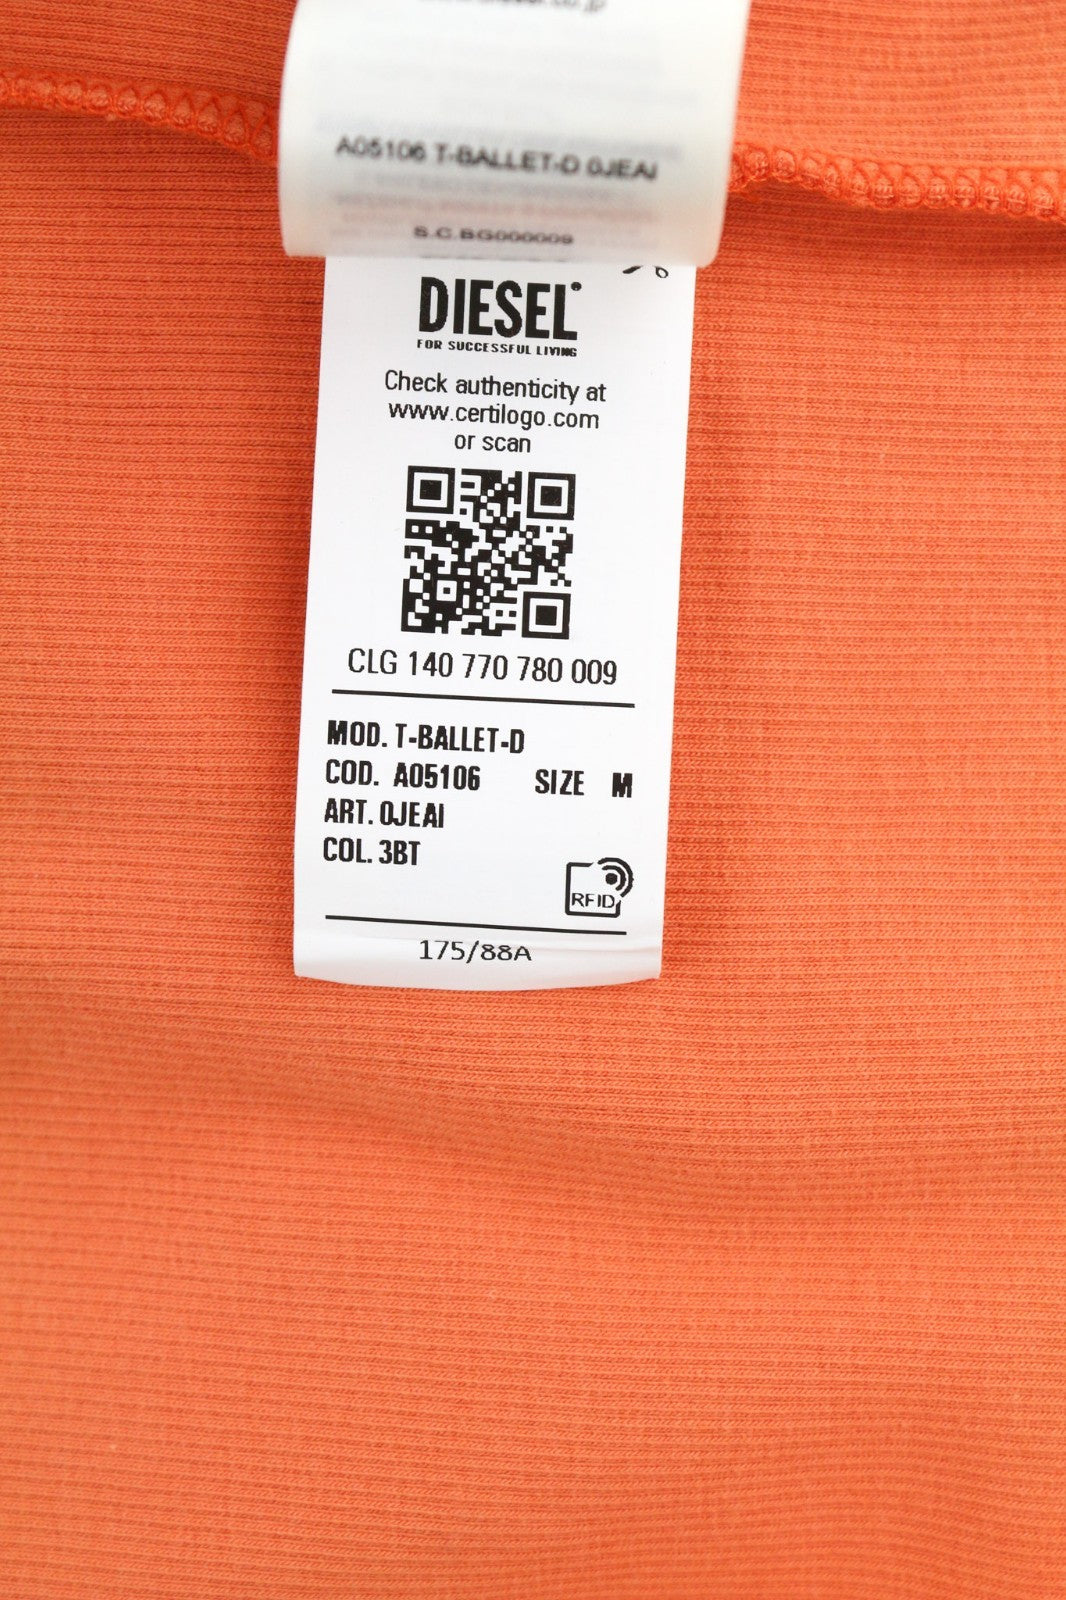 A05106 T-BALLET-D 0JEAI
S.C.BG000009
DIESEL
FOR SUCCESSFUL LIVING
Check authenticity at
www.certilogo.com
or scan
CLG 140 770 780 009
MOD. T-BALLET-D
COD. A05106 SIZE M
ART. 0JEAI
COL. 3BT
RFID
175/88A